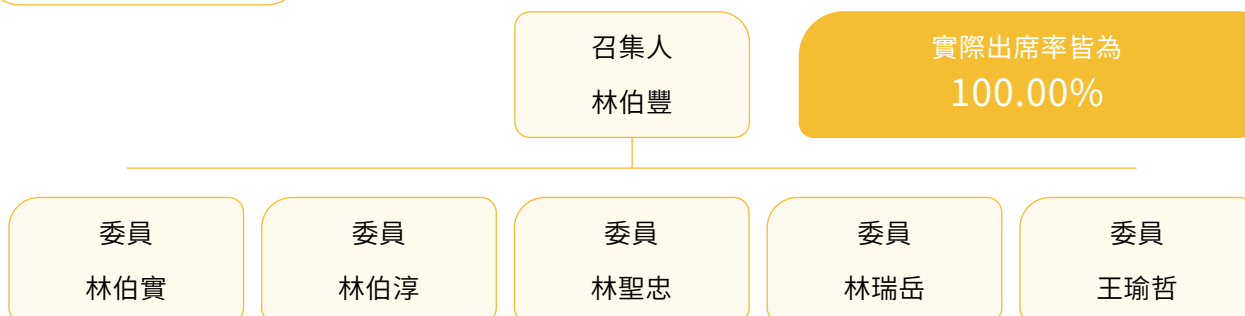 召集人
林伯豐
實際出席率皆為
100.00%
委員
林伯實
委員
林伯淳
委員
林聖忠
委員
林瑞岳
委員
王瑜哲